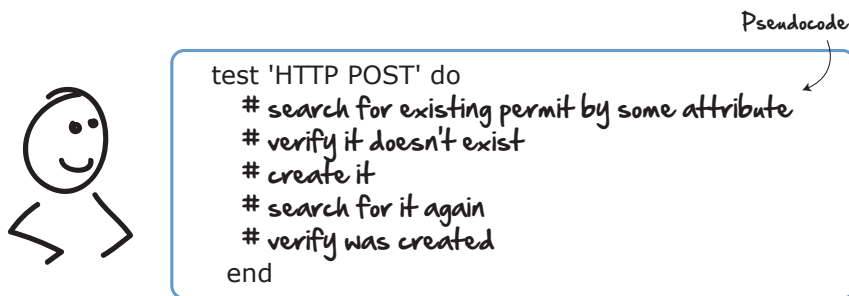 Pseudocode
test 'HTTP POST' do
# search for existing permit by some attribute
# verify it doesn't exist
# create it
# search for it again
# verify was created
end